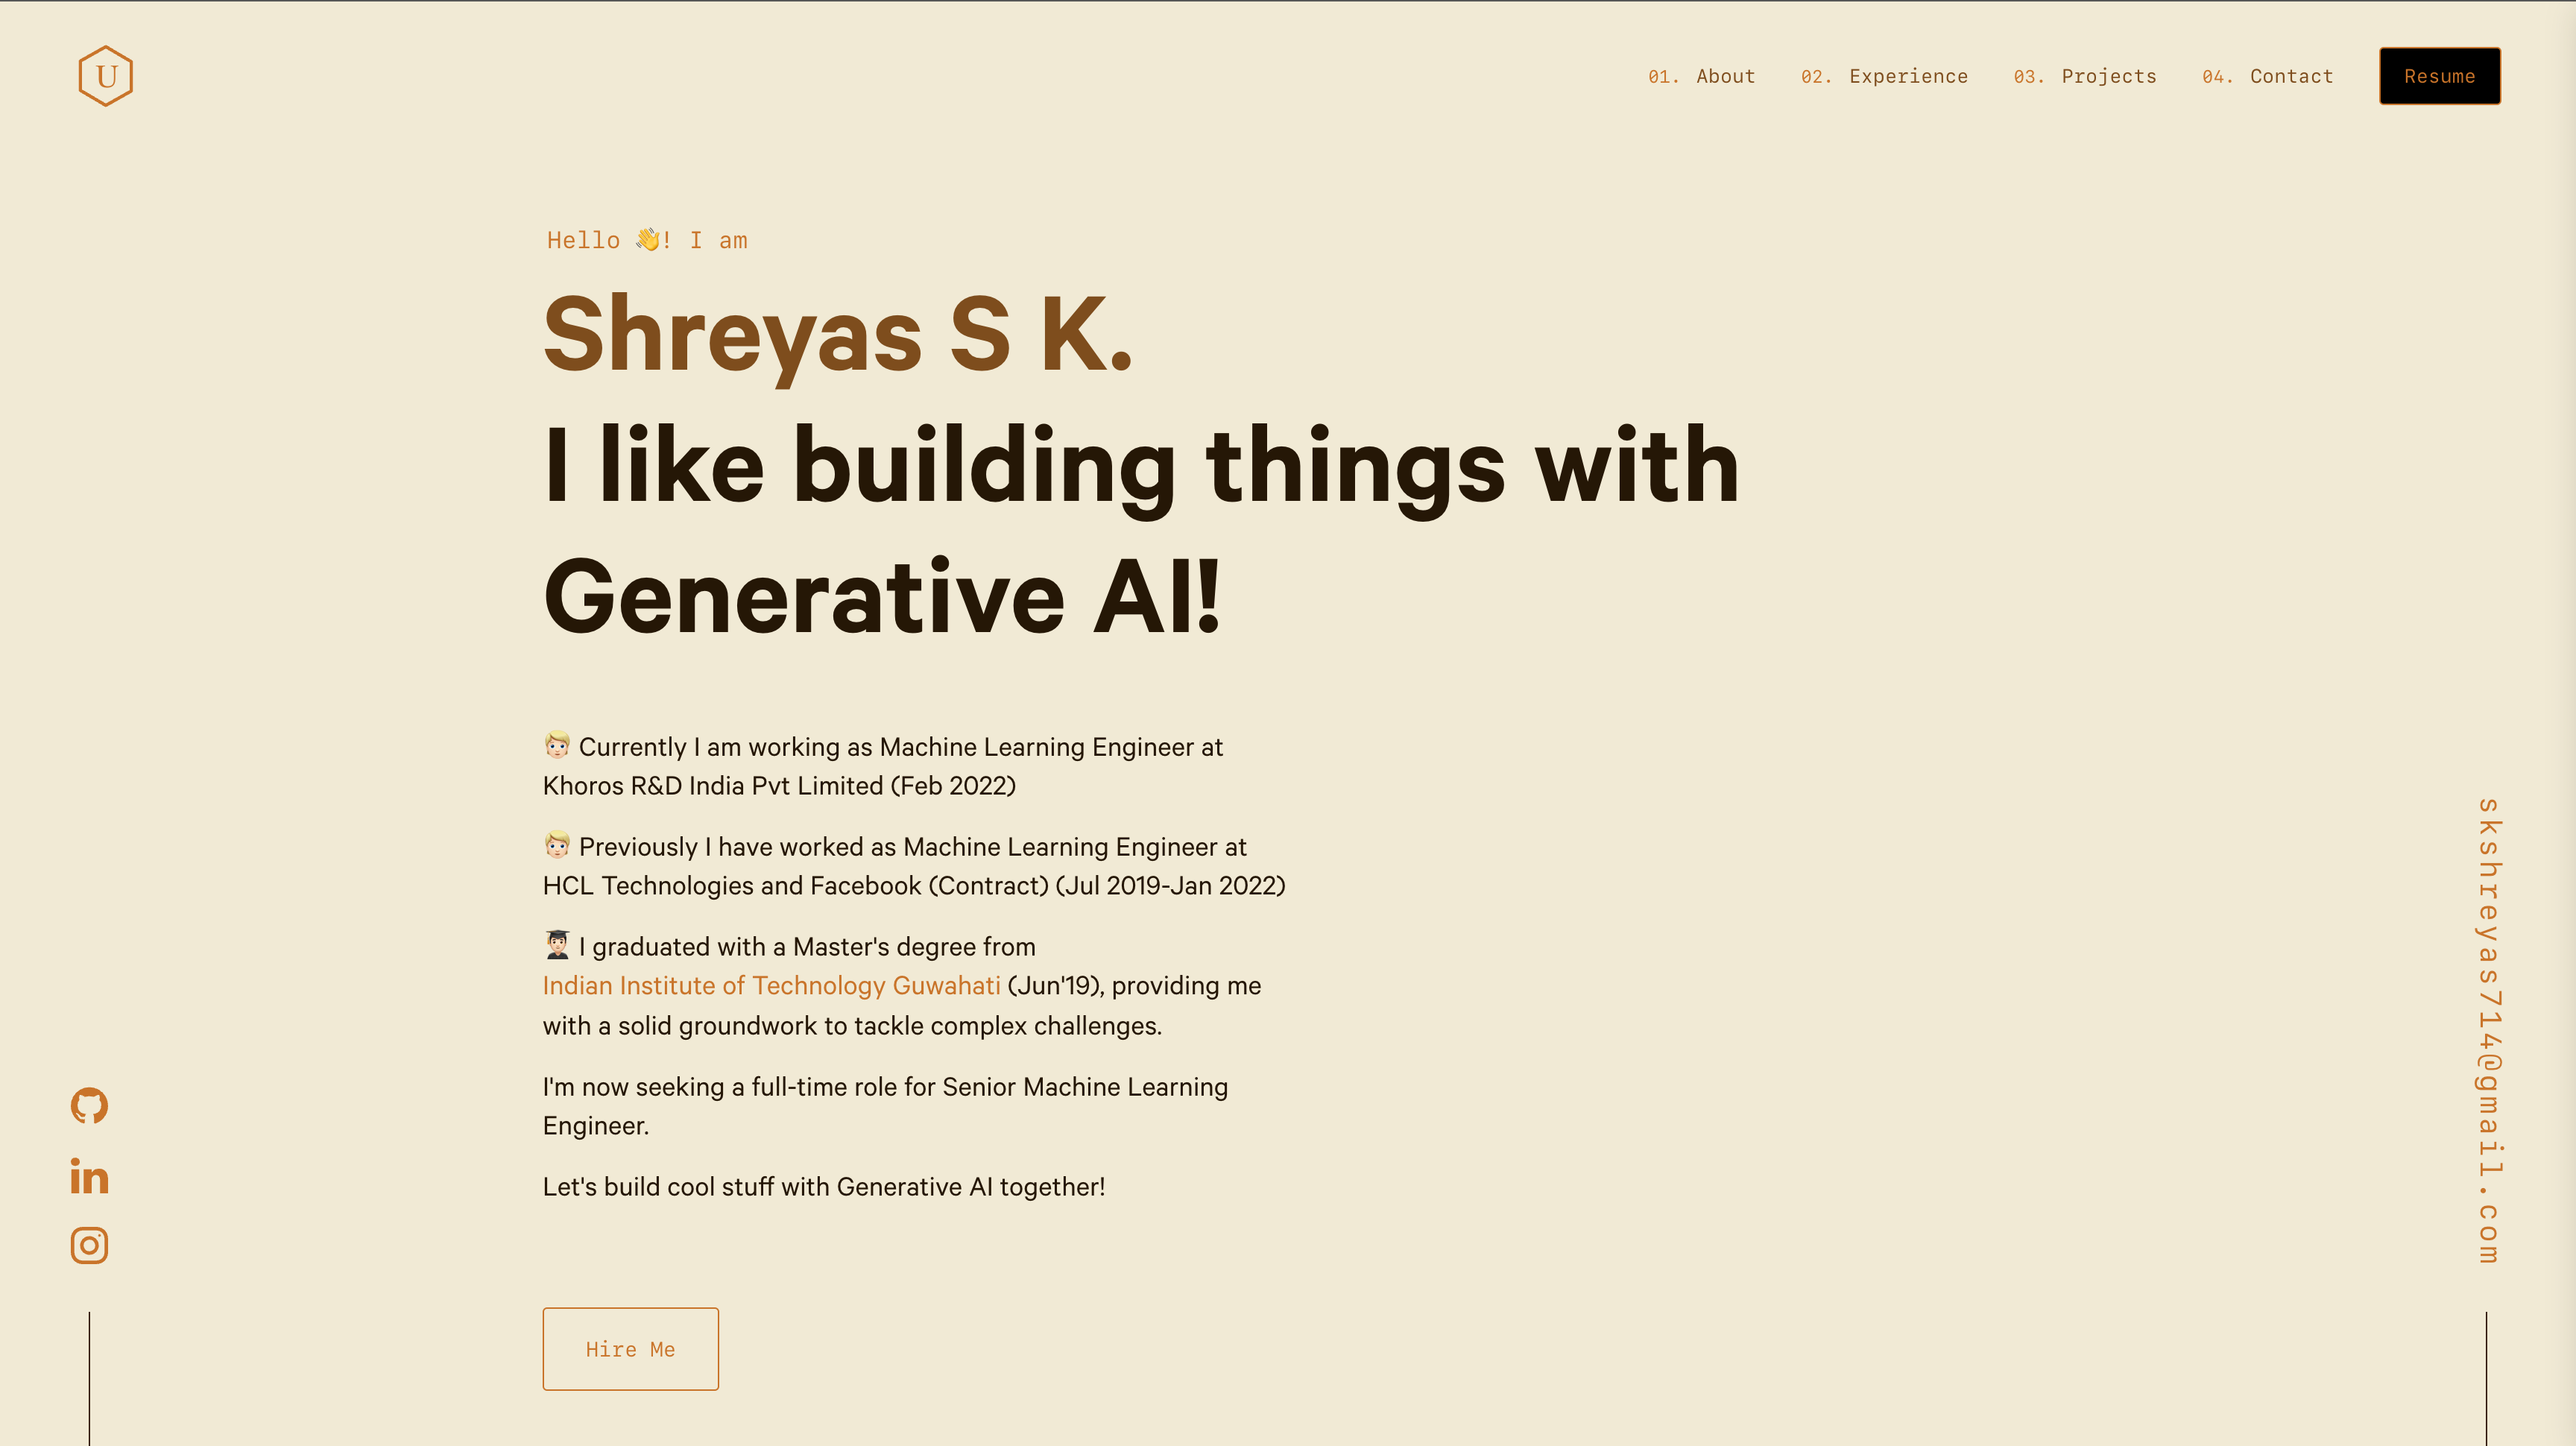 U
01. About 02. Experience 03. Projects 04. Contact Resume
Hello 👋! I am
Shreyas S K.
I like building things with
Generative AI!
Currently I am working as Machine Learning Engineer at
Khoros R&D India Pvt Limited (Feb 2022)
Previously I have worked as Machine Learning Engineer at
HCL Technologies and Facebook (Contract) (Jul 2019-Jan 2022)
I graduated with a Master's degree from
Indian Institute of Technology Guwahati (Jun'19), providing me
with a solid groundwork to tackle complex challenges.
I'm now seeking a full-time role for Senior Machine Learning
Engineer.
Let's build cool stuff with Generative AI together!
Hire Me
in
skshreyas714@gmail.com